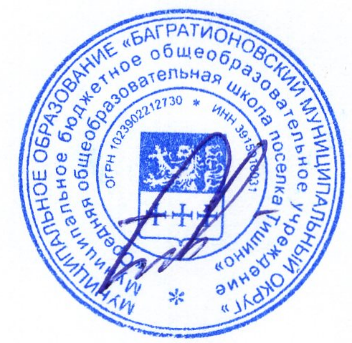 МУНИЦИПАЛЬНОЕ ОБРАЗОВАНИЕ «БАГРАТИОНОВСКИЙ МУНИЦИПАЛЬНЫЙ ОКРУГ»
Муниципальное бюджетное общеобразовательное учреждение
средняя общеобразовательная школа поселка Тишино»
ОГРН 1023902212730 * ИНН